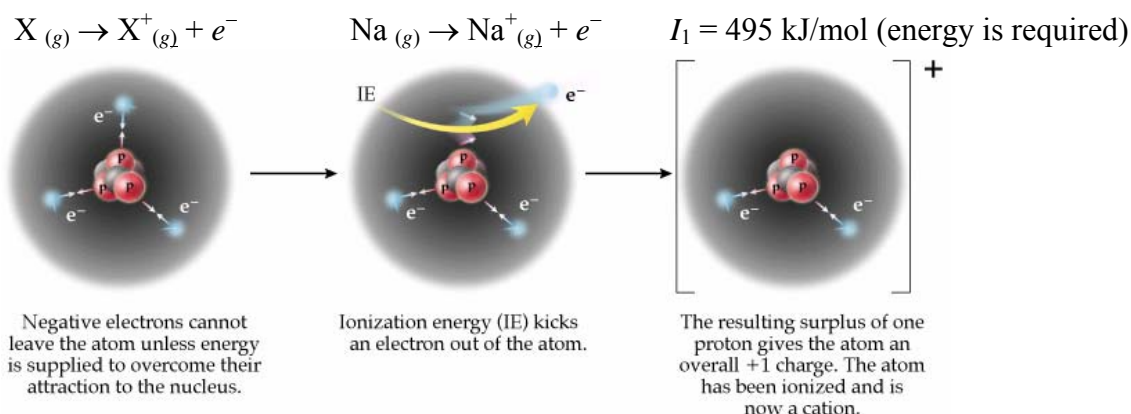 X (g) → X⁺(g) + e⁻ Na (g) → Na⁺(g) + e⁻ I₁ = 495 kJ/mol (energy is required)
e⁻
p
p
p
e⁻
e⁻
IE
e⁻
p
p
p
e⁻
e⁻
+
p
p
p
e⁻
e⁻
Negative electrons cannot
leave the atom unless energy
is supplied to overcome their
attraction to the nucleus.
Ionization energy (IE) kicks
an electron out of the atom.
The resulting surplus of one
proton gives the atom an
overall +1 charge. The atom
has been ionized and is
now a cation.